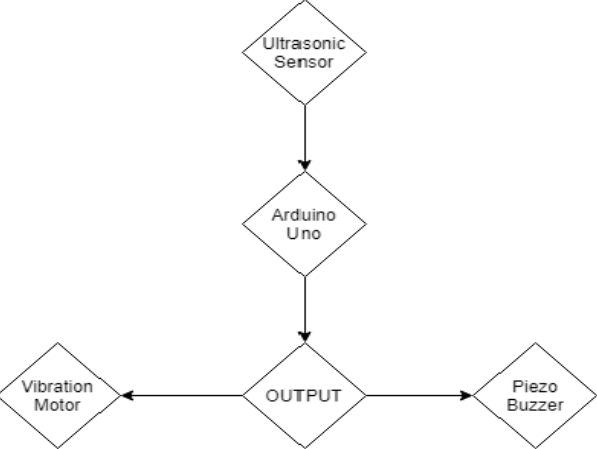 Ultrasonic
Sensor
Arduino
Uno
Vibration
Motor
OUTPUT
Piezo
Buzzer